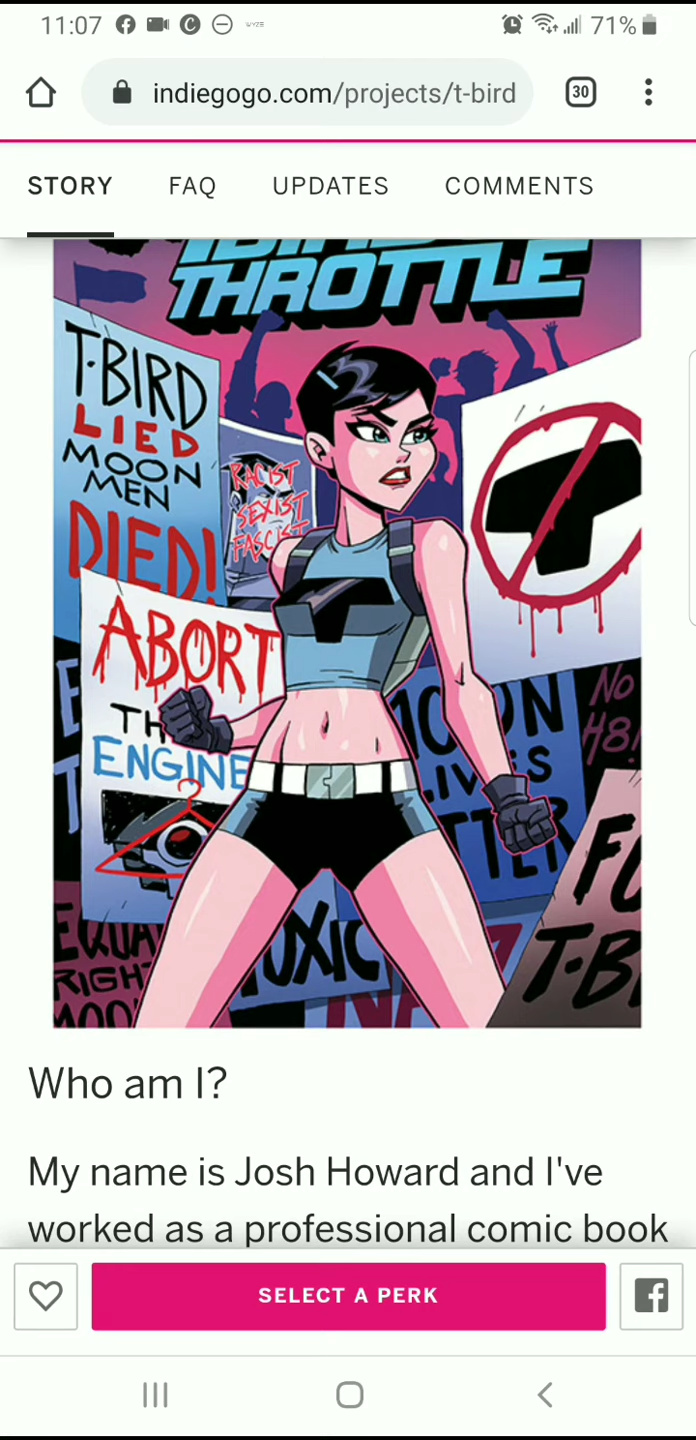 11:07
71%
indiegogo.com/projects/t-bird
30
STORY FAQ UPDATES COMMENTS
THROTTLE
T-BIRD
LIED
MOON
MEN
DIED!
RACIST
SEXIST
FASCIST
ABORT
ENGINE
NO
H8!
T-B
Who am I?
My name is Josh Howard and I've
worked as a professional comic book
SELECT A PERK